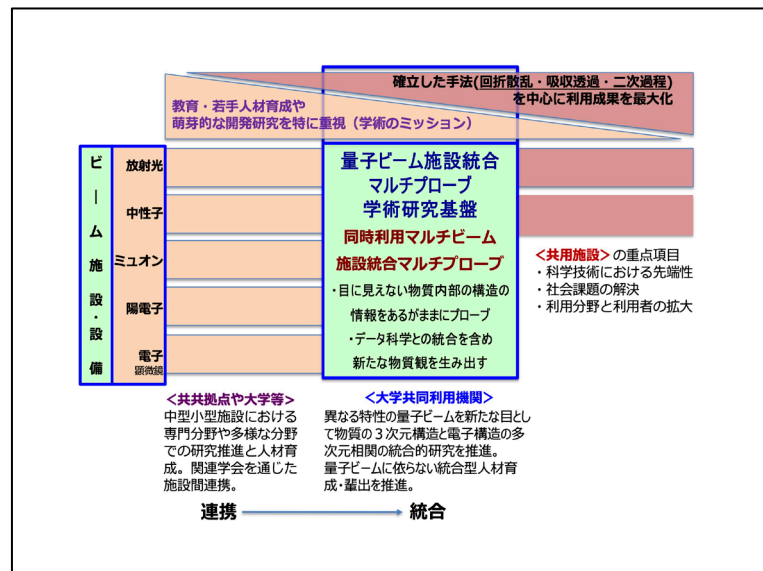 確立した手法(回折散乱・吸収透過・二次過程)
を中心に利用成果を最大化
教育・若手人材育成や
萌芽的な開発研究を特に重視（学術のミッション）
ビーム施設・設備
放射光
中性子
ミュオン
陽電子
電子
顕微鏡
量子ビーム施設統合
マルチプローブ
学術研究基盤
同時利用マルチビーム
施設統合マルチプローブ
・目に見えない物質内部の構造の
情報をあるがままにプローブ
・データ科学との統合を含め
新たな物質観を生み出す
＜共用施設＞の重点項目
・科学技術における先端性
・社会課題の解決
・利用分野と利用者の拡大
＜共共拠点や大学等＞
中型小型施設における
専門分野や多様な分野
での研究推進と人材育
成。関連学会を通じた
施設間連携。
＜大学共同利用機関＞
異なる特性の量子ビームを新たな目とし
て物質の３次元構造と電子構造の多
次元相関の統合的研究を推進。
量子ビームに依らない統合型人材育
成・輩出を推進。
連携
統合